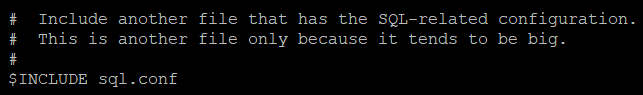 #  Include another file that has the SQL-related configuration.
#  This is another file only because it tends to be big.
#
$INCLUDE sql.conf